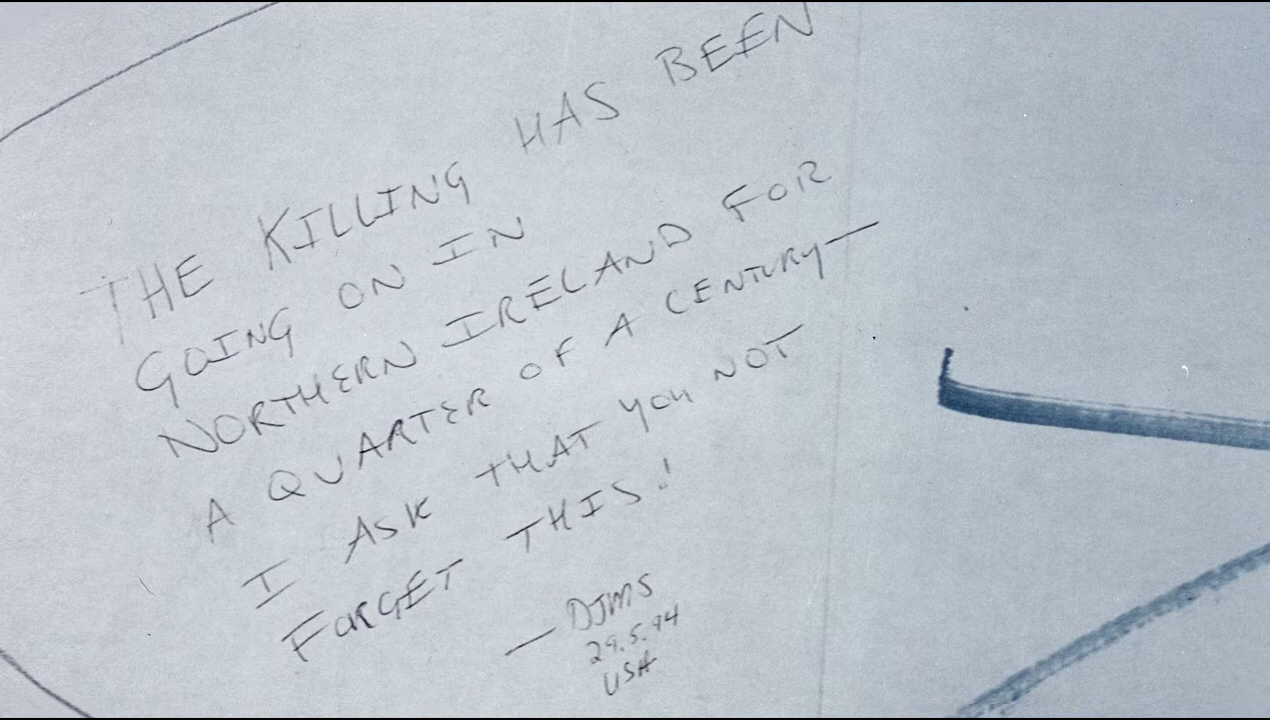 THE KILLING HAS BEEN
GOING ON IN
NORTHERN IRELAND FOR
A QUARTER OF A CENTURY—
I ASK THAT YOU NOT
FORGET THIS!
— DJMS
29.5.94
USA